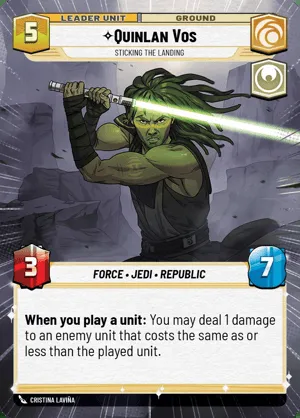 LEADER UNIT
GROUND
5
QUINLAN VOS
STICKING THE LANDING
3
7
FORCE • JEDI • REPUBLIC
When you play a unit: You may deal 1 damage
to an enemy unit that costs the same as or
less than the played unit.
CRISTINA LAVIÑA